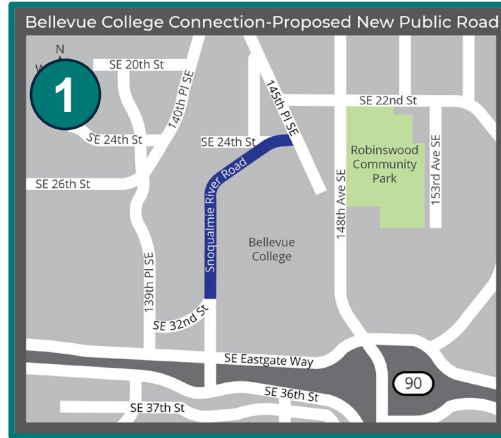 Bellevue College Connection-Proposed New Public Road
N
W
1
SE 20th St
140th Pl SE
145th Pl SE
SE 22nd St
SE 24th St
SE 24th St
Robinswood
Community
Park
153rd Ave SE
148th Ave SE
SE 26th St
Snoqualmie River Road
Bellevue
College
139th Pl SE
SE 32nd St
SE Eastgate Way
90
SE 36th St
SE 37th St